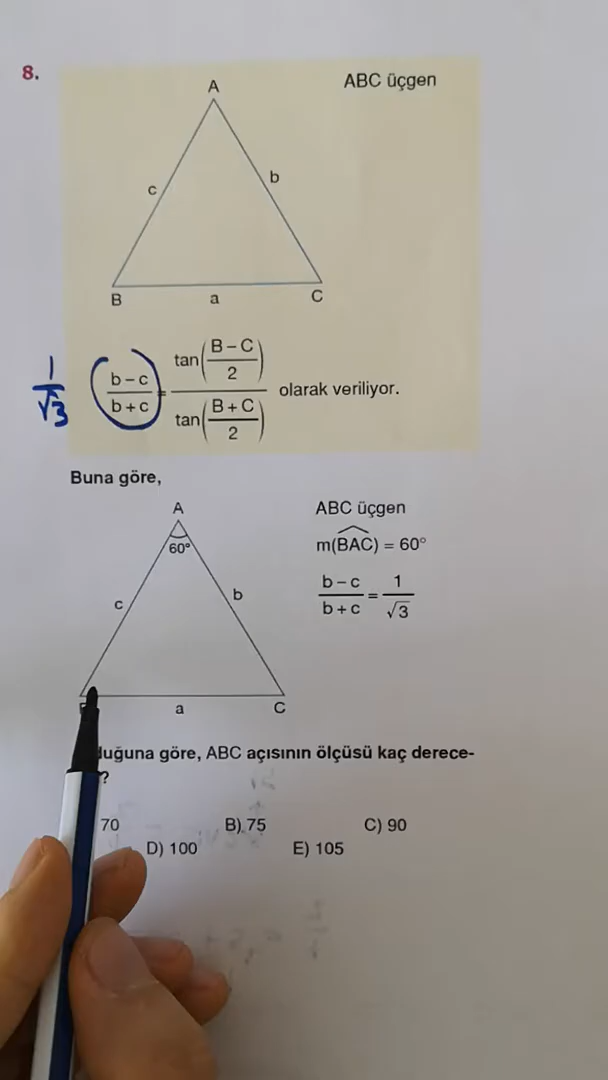 8.
ABC üçgen
A
c
b
B
a
C
1/√3
(b – c)/(b + c) = tan((B – C)/2)/tan((B + C)/2) olarak veriliyor.
Buna göre,
A
60°
c
b
a
C
ABC üçgen
m(BAC) = 60°
(b – c)/(b + c) = 1/√3
göre, ABC açısının ölçüsü kaç derece-
?
70
B) 75
C) 90
D) 100
E) 105